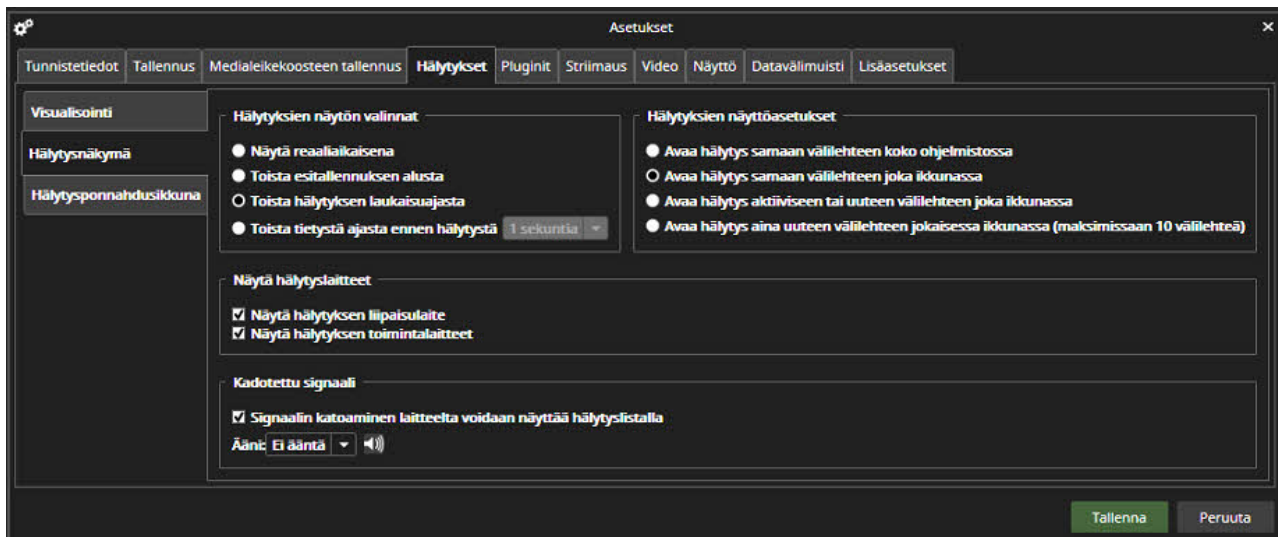 Asetukset
Tunnistetiedot Tallennus Medialeikekoosteen tallennus Hälytykset Pluginit Striimaus Video Näyttö Datavälimuisti Lisäasetukset
Visualisointi
Hälytysnäkymä
Hälytysponnahdusikkuna
Hälytyksien näytön valinnat
Näytä reaaliaikaisena
Toista esitallennuksen alusta
Toista hälytyksen laukaisuajasta
Toista tietystä ajasta ennen hälytystä 1 sekuntia
Hälytyksien näyttöasetukset
Avaa hälytys samaan välilehteen koko ohjelmistossa
Avaa hälytys samaan välilehteen joka ikkunassa
Avaa hälytys aktiiviseen tai uuteen välilehteen joka ikkunassa
Avaa hälytys aina uuteen välilehteen jokaisessa ikkunassa (maksimissaan 10 välilehteä)
Näytä hälytyslaitteet
Näytä hälytyksen liipaisulaite
Näytä hälytyksen toimintalaitteet
Kadotettu signaali
Signaalin katoaminen laitteelta voidaan näyttää hälytyslistalla
Ääni: Ei ääntä
Tallenna Peruuta